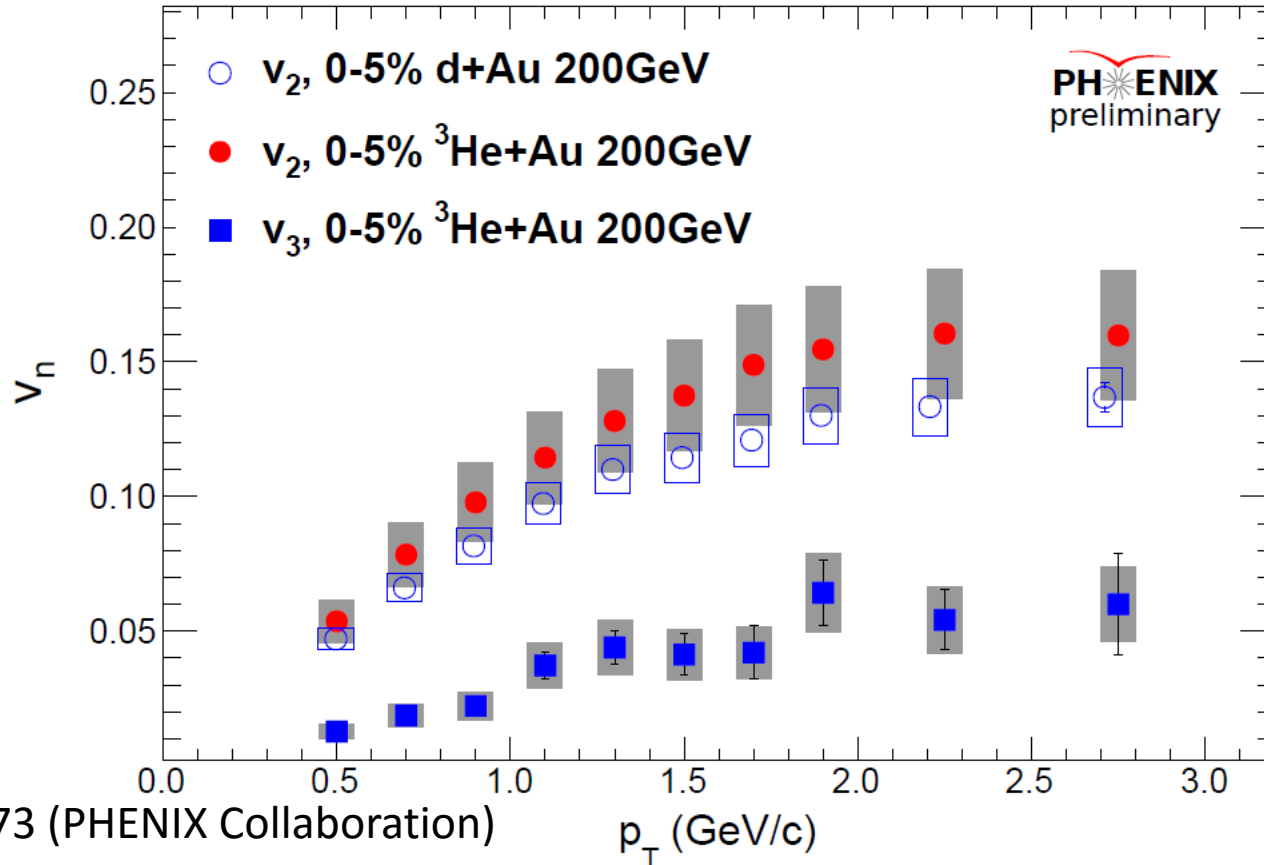 v2, 0-5% d+Au 200GeV
v2, 0-5% 3He+Au 200GeV
v3, 0-5% 3He+Au 200GeV
PHENIX
preliminary
vn
0.25
0.20
0.15
0.10
0.05
0.0 0.5 1.0 1.5 2.0 2.5 3.0
73 (PHENIX Collaboration)
pT (GeV/c)